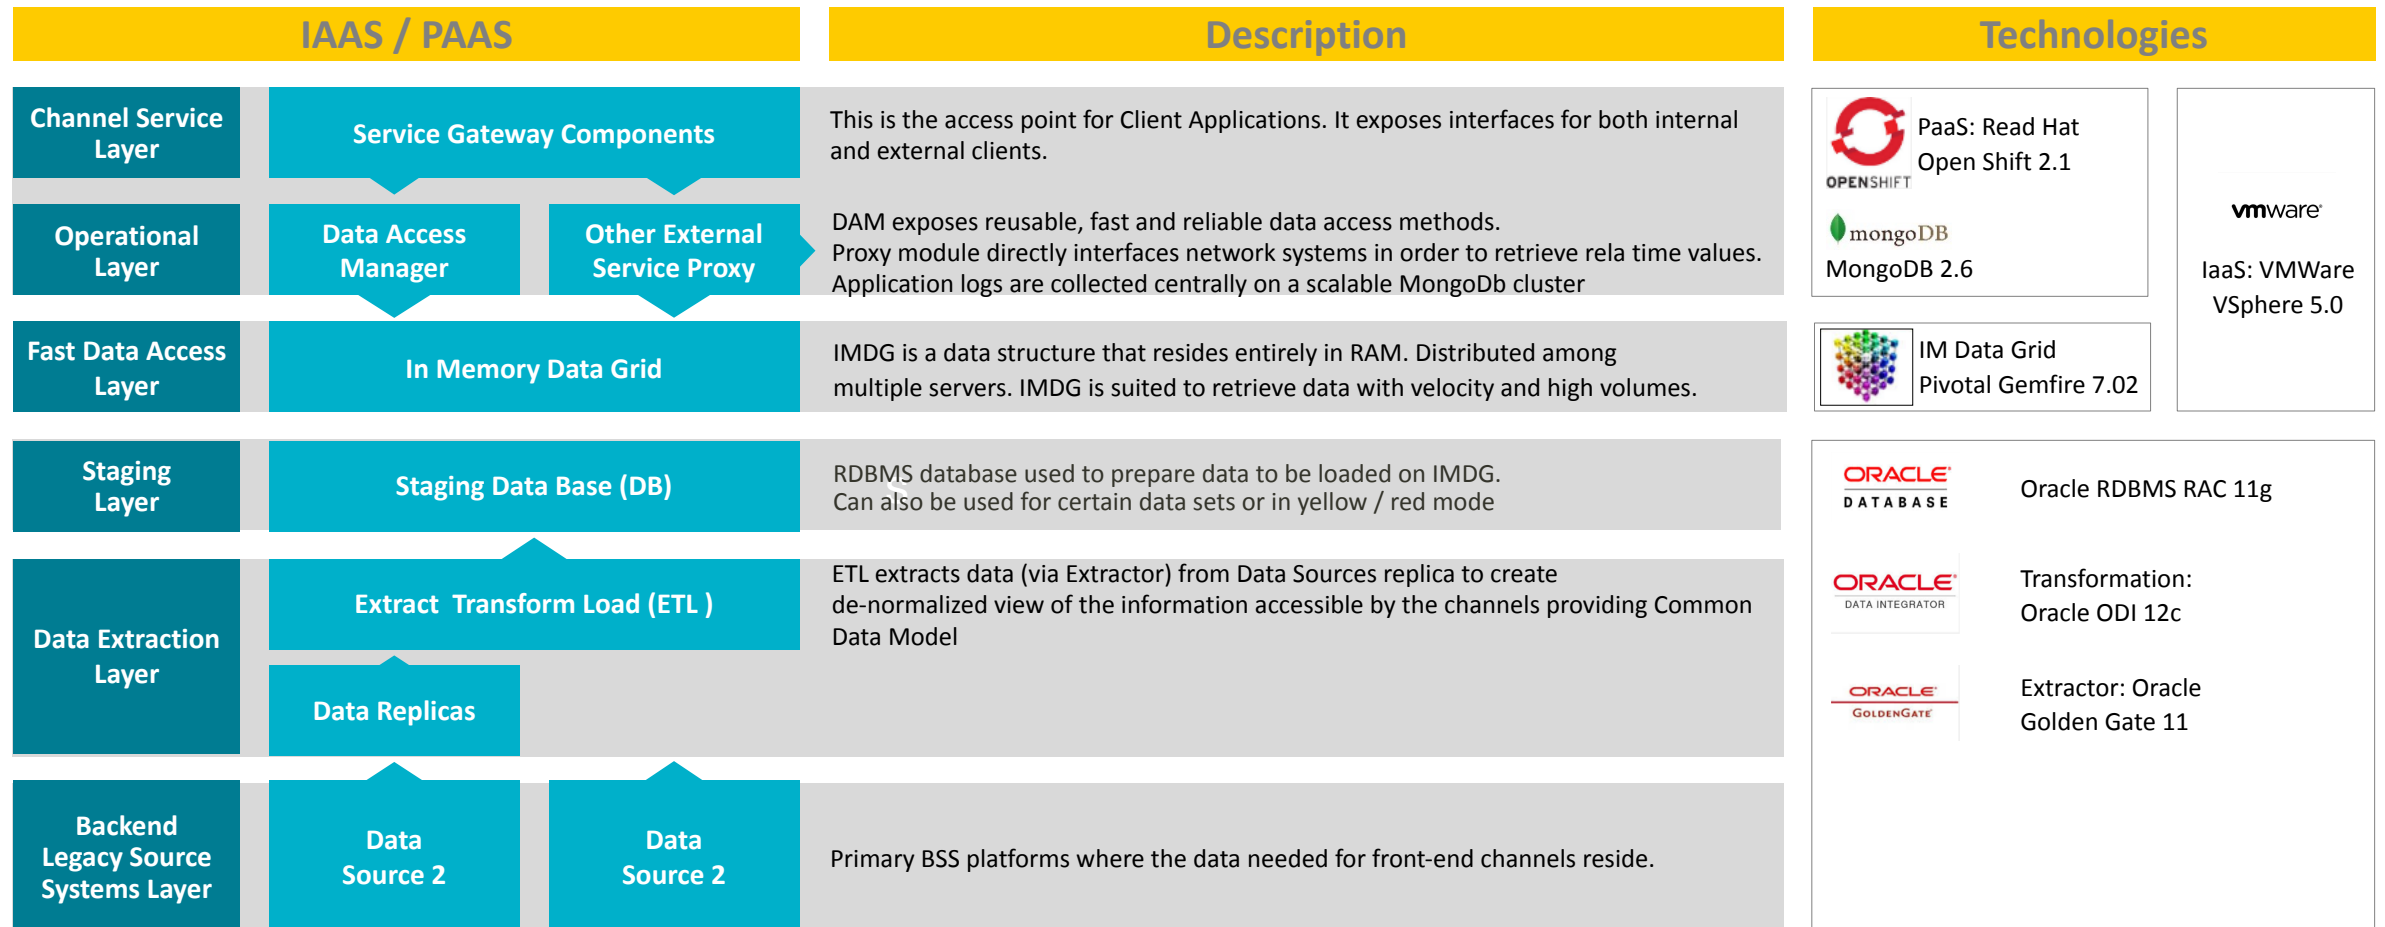 IAAS / PAAS
Description
Technologies
Channel Service
Layer
Service Gateway Components
This is the access point for Client Applications. It exposes interfaces for both internal
and external clients.
OPENSHIFT
PaaS: Read Hat
Open Shift 2.1
Operational
Layer
Data Access
Manager
Other External
Service Proxy
DAM exposes reusable, fast and reliable data access methods.
Proxy module directly interfaces network systems in order to retrieve rela time values.
Application logs are collected centrally on a scalable MongoDb cluster
mongoDB
MongoDB 2.6
vmware
IaaS: VMWare
VSphere 5.0
Fast Data Access
Layer
In Memory Data Grid
IMDG is a data structure that resides entirely in RAM. Distributed among
multiple servers. IMDG is suited to retrieve data with velocity and high volumes.
IM Data Grid
Pivotal Gemfire 7.02
Staging
Layer
Staging Data Base (DB)
RDBMS database used to prepare data to be loaded on IMDG.
Can also be used for certain data sets or in yellow / red mode
ORACLE
DATABASE
Oracle RDBMS RAC 11g
Data Extraction
Layer
Extract Transform Load (ETL )
Data Replicas
ETL extracts data (via Extractor) from Data Sources replica to create
de-normalized view of the information accessible by the channels providing Common
Data Model
ORACLE
DATA INTEGRATOR
Transformation:
Oracle ODI 12c
ORACLE
GOLDENGATE
Extractor: Oracle
Golden Gate 11
Backend
Legacy Source
Systems Layer
Data
Source 2
Data
Source 2
Primary BSS platforms where the data needed for front-end channels reside.